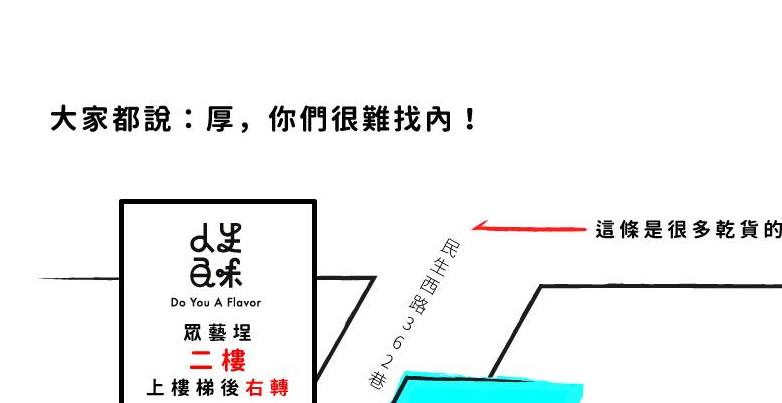 大家都說：厚，你們很難找內！
這條是很多乾貨的
民生西路362巷
Do You A Flavor
眾藝埕
二樓
上樓梯後右轉